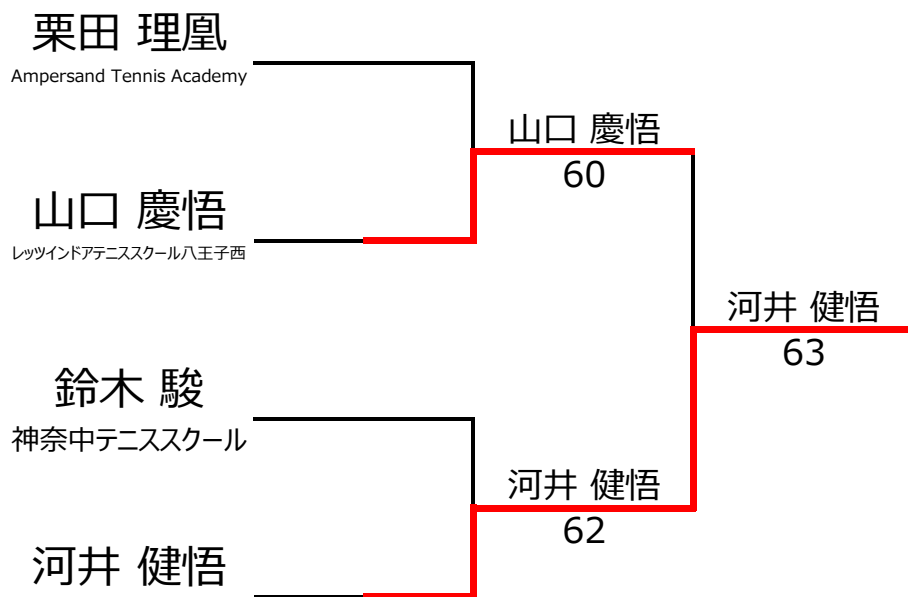 栗田 理凰
Ampersand Tennis Academy
山口 慶悟
60
山口 慶悟
レッツインドアテニススクール八王子西
河井 健悟
63
鈴木 駿
神奈中テニススクール
河井 健悟
62
河井 健悟